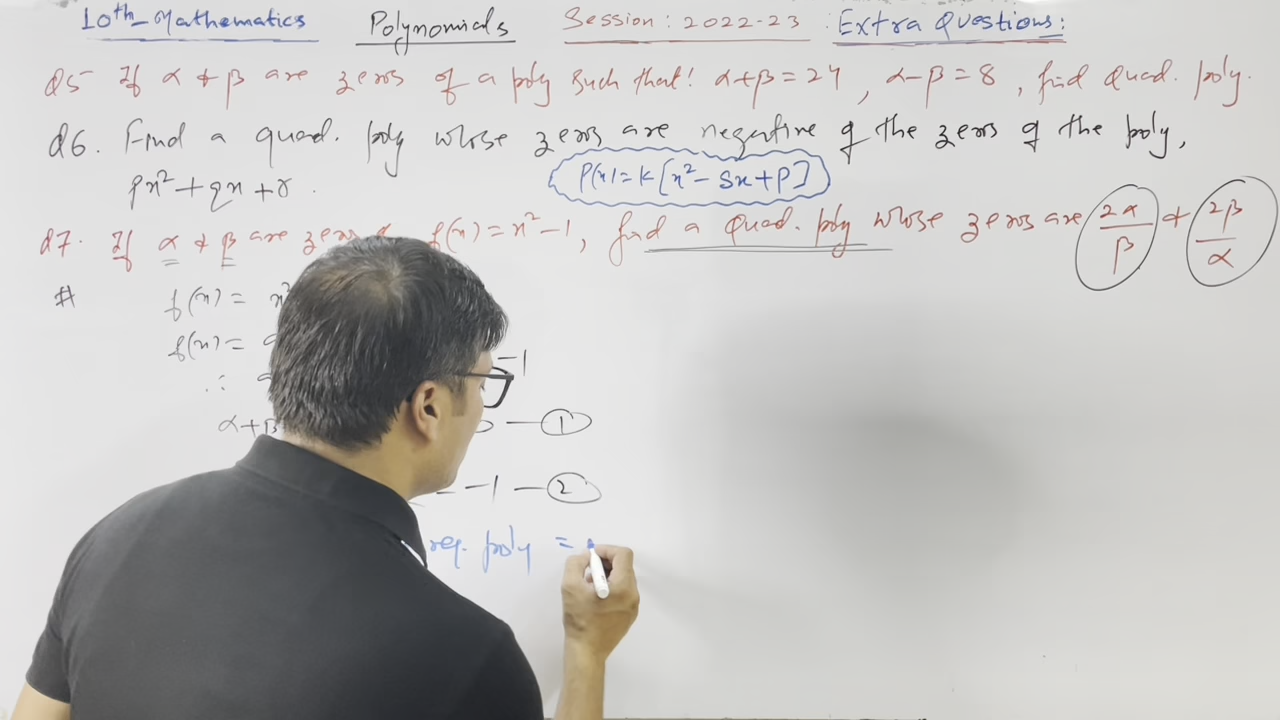 10th Mathematics Polynomials Session: 2022-23 Extra Questions:
Q5 If α & β are zeros of a poly such that! α+β=24, α-β=8, find Quad. poly.
Q6. Find a quad. poly whose zeros are negative of the zeros of the poly,
px²+qx+r.
P(x)=K[x²-Sx+P]
Q7. If α & β are zeros f(x)=x²-1, find a Quad. poly whose zeros are 2α/β & 2β/α
# f(x)= x²
f(x)=
∴ -1
α+β — ①
-1 — ②
req. poly =